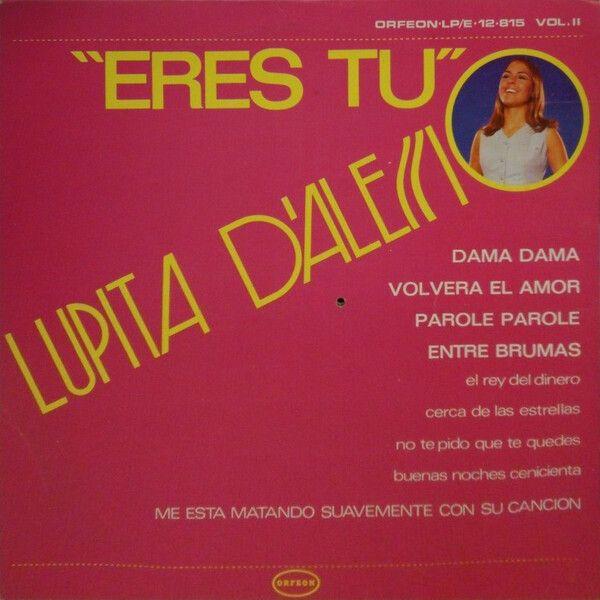 ORFEON·LP/E·12·815 VOL.II
"ERES TU"
LUPITA D'ALESSIO
DAMA DAMA
VOLVERA EL AMOR
PAROLE PAROLE
ENTRE BRUMAS
el rey del dinero
cerca de las estrellas
no te pido que te quedes
buenas noches cenicienta
ME ESTA MATANDO SUAVEMENTE CON SU CANCION
ORFEON